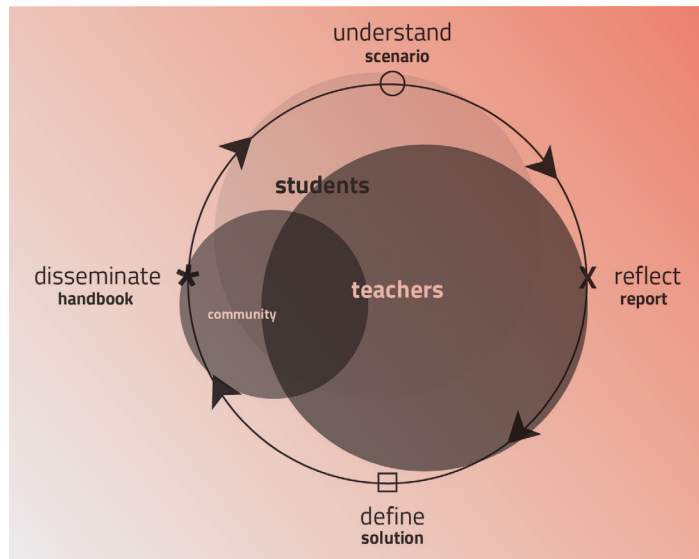 understand
scenario
students
disseminate
handbook
teachers
community
X reflect
report
define
solution